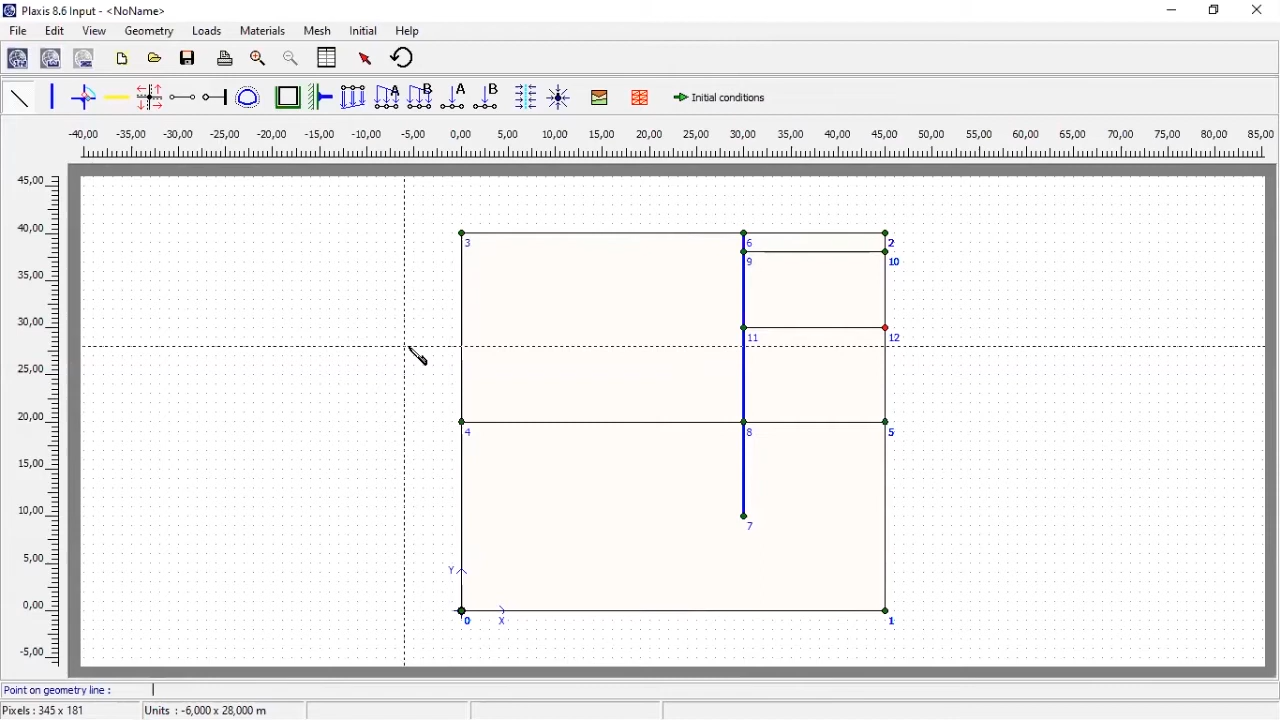 Plaxis 8.6 Input - <NoName>
File Edit View Geometry Loads Materials Mesh Initial Help
A B A B Initial conditions
-40,00 -35,00 -30,00 -25,00 -20,00 -15,00 -10,00 -5,00 0,00 5,00 10,00 15,00 20,00 25,00 30,00 35,00 40,00 45,00 50,00 55,00 60,00 65,00 70,00 75,00 80,00 85,00
45,00
40,00
3 6 2
9 10
35,00
30,00
11 12
25,00
20,00
4 8 5
15,00
10,00
7
5,00
Y
0,00
0 X 1
-5,00
Point on geometry line :
Pixels : 345 x 181 Units : -6,000 x 28,000 m